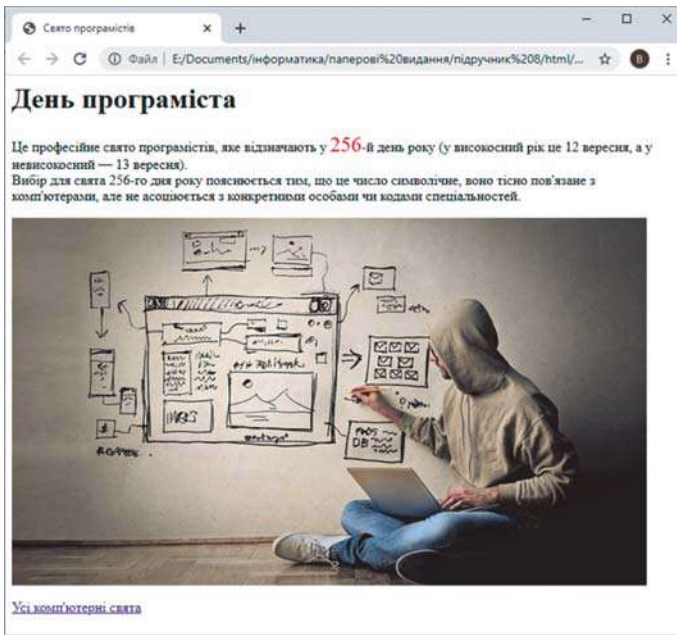 Свято програмістів
Файл | E:/Documents/інформатика/паперові%20видання/підручник%208/html/...
В
День програміста
Це професійне свято програмістів, яке відзначають у 256-й день року (у високосний рік це 12 вересня, а у
невисокосний — 13 вересня).
Вибір для свята 256-го дня року пояснюється тим, що це число символічне, воно тісно пов'язане з
комп'ютерами, але не асоціюється з конкретними особами чи кодами спеціальностей.
Усі комп'ютерні свята